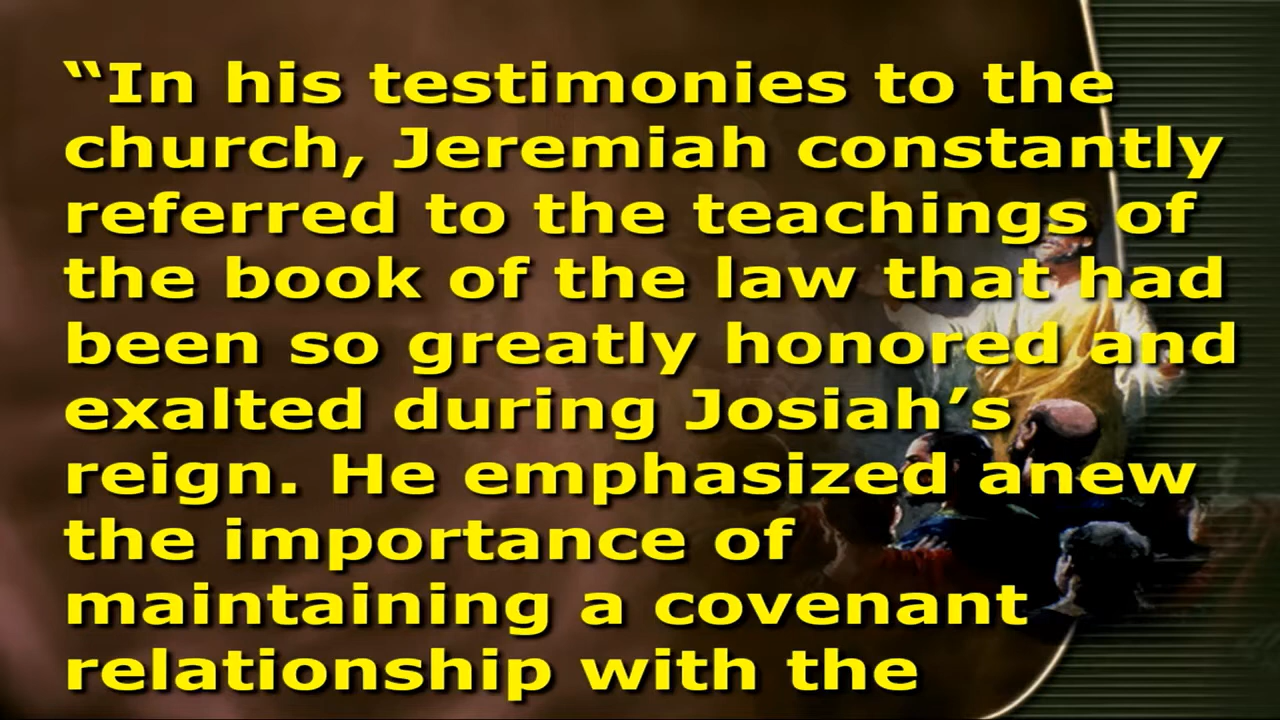 “In his testimonies to the
church, Jeremiah constantly
referred to the teachings of
the book of the law that had
been so greatly honored and
exalted during Josiah’s
reign. He emphasized anew
the importance of
maintaining a covenant
relationship with the